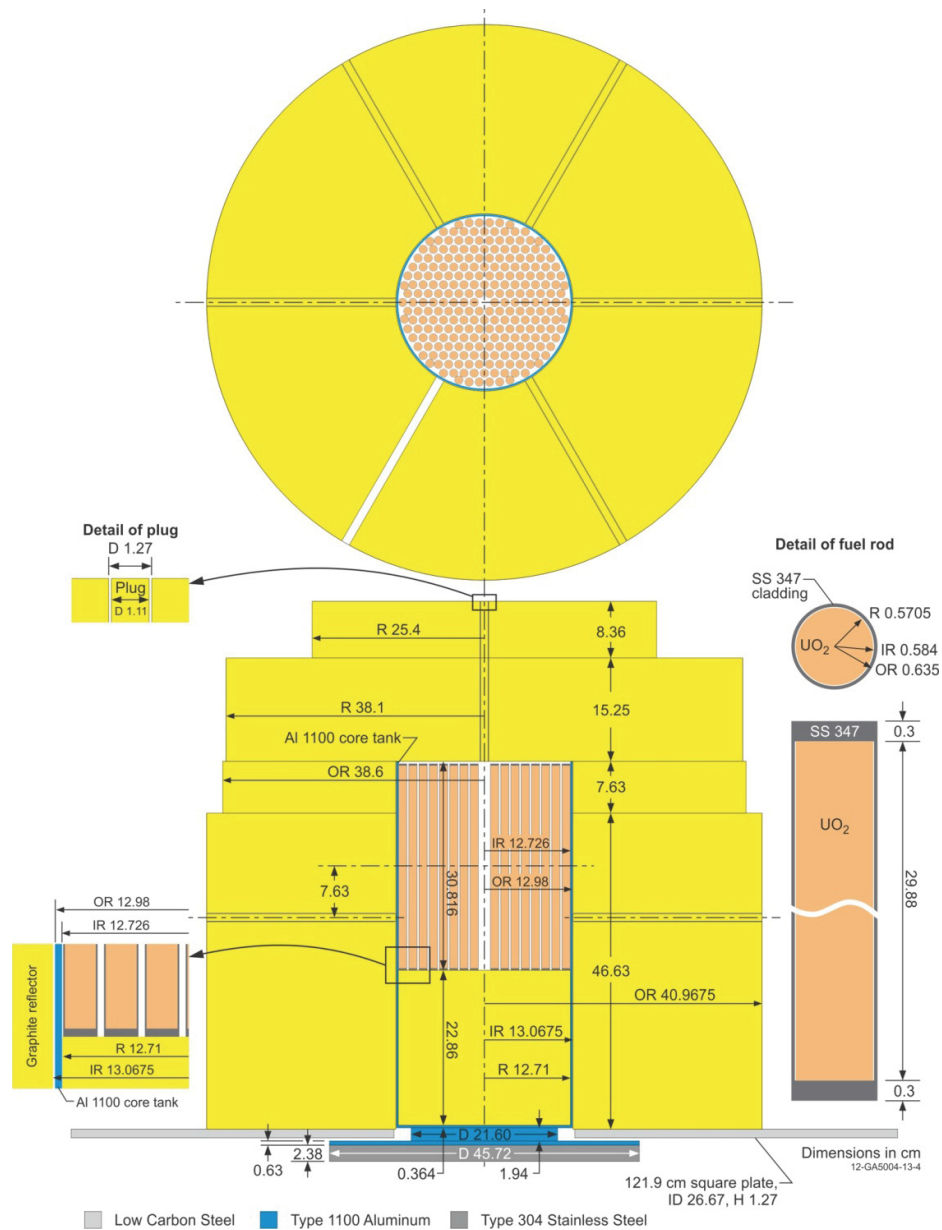 Detail of plug
D 1.27
Plug
D 1.11
Detail of fuel rod
SS 347
cladding
R 0.5705
UO₂
IR 0.584
OR 0.635
R 25.4
8.36
R 38.1
15.25
Al 1100 core tank
OR 38.6
7.63
SS 347
0.3
UO₂
29.88
0.3
IR 12.726
OR 12.98
7.63
30.816
46.63
OR 12.98
IR 12.726
Graphite reflector
R 12.71
IR 13.0675
Al 1100 core tank
OR 40.9675
22.86
IR 13.0675
R 12.71
D 21.60
D 45.72
0.63
2.38
0.364
1.94
Dimensions in cm
12-GA5004-13-4
121.9 cm square plate,
ID 26.67, H 1.27
Low Carbon Steel
Type 1100 Aluminum
Type 304 Stainless Steel